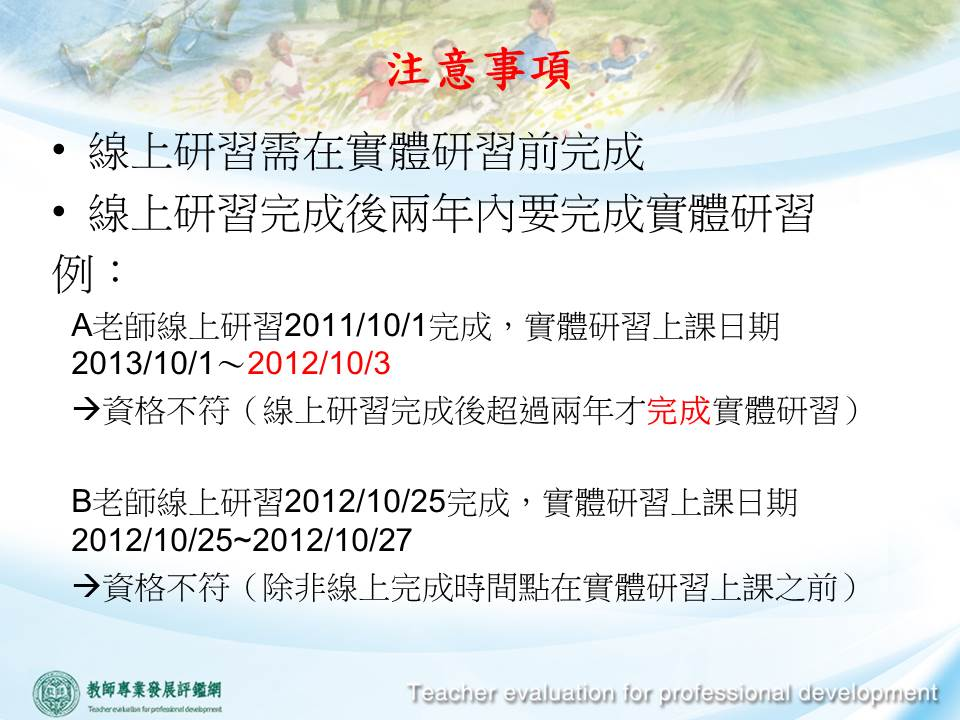 注意事項
• 線上研習需在實體研習前完成
• 線上研習完成後兩年內要完成實體研習
例：
A老師線上研習2011/10/1完成，實體研習上課日期
2013/10/1～2012/10/3
→資格不符（線上研習完成後超過兩年才完成實體研習）
B老師線上研習2012/10/25完成，實體研習上課日期
2012/10/25~2012/10/27
→資格不符（除非線上完成時間點在實體研習上課之前）
教師專業發展評鑑網
Teacher evaluation for professional development
Teacher evaluation for professional development